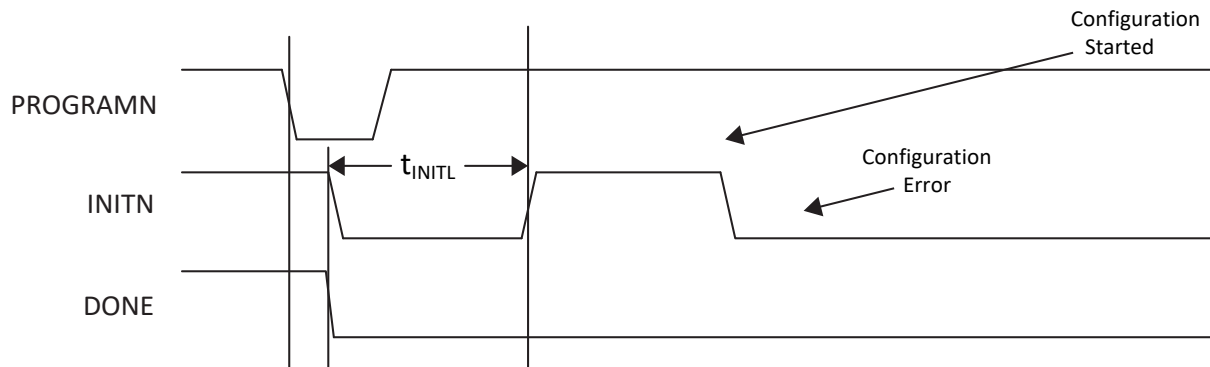 Configuration
Started
PROGRAMN
tINITL
Configuration
Error
INITN
DONE